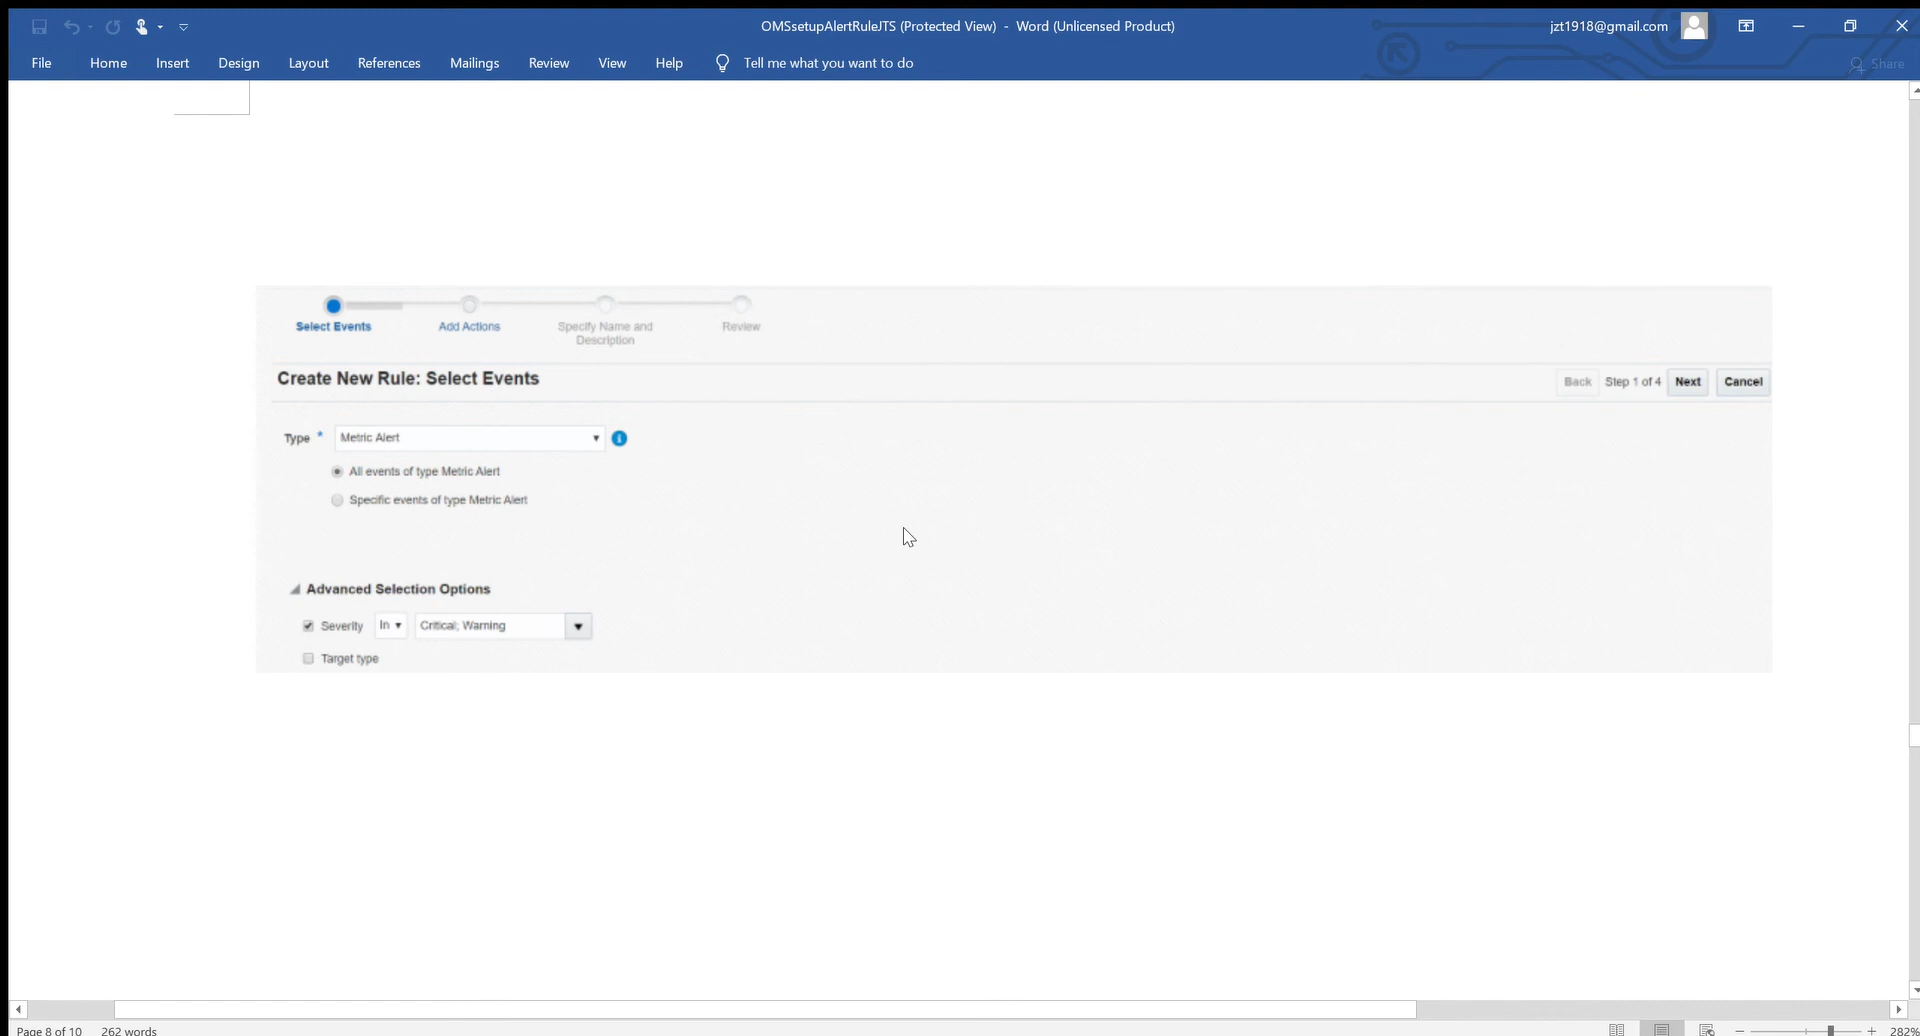 OMSsetupAlertRuleJTS (Protected View) - Word (Unlicensed Product)
jzt1918@gmail.com
File Home Insert Design Layout References Mailings Review View Help Tell me what you want to do Share
Select Events Add Actions Specify Name and Description Review
Create New Rule: Select Events
Back Step 1 of 4 Next Cancel
Type * Metric Alert
All events of type Metric Alert
Specific events of type Metric Alert
Advanced Selection Options
Severity In Critical; Warning
Target type
Page 8 of 10 262 words 282%